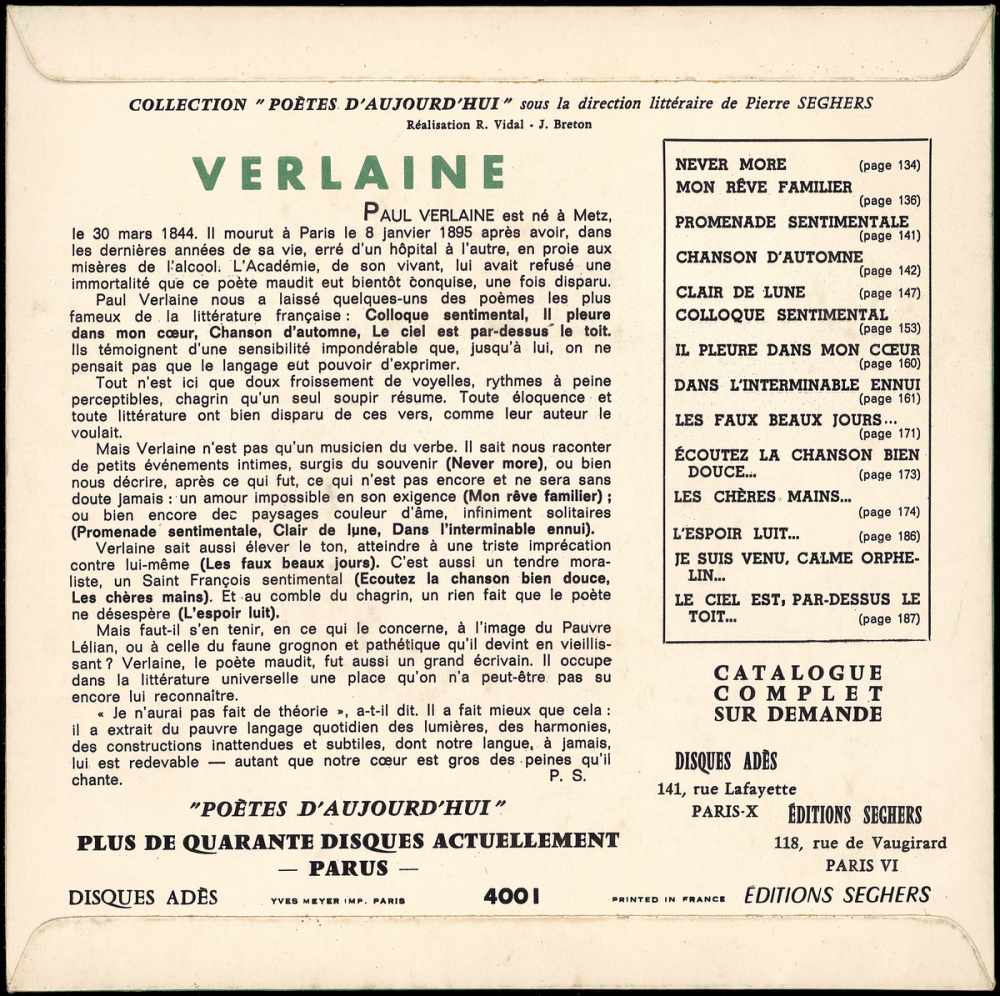 COLLECTION " POÈTES D'AUJOURD'HUI " sous la direction littéraire de Pierre SEGHERS
Réalisation R. Vidal - J. Breton
VERLAINE
PAUL VERLAINE est né à Metz,
le 30 mars 1844. Il mourut à Paris le 8 janvier 1895 après avoir, dans
les dernières années de sa vie, erré d'un hôpital à l'autre, en proie aux
misères de l'alcool. L'Académie, de son vivant, lui avait refusé une
immortalité que ce poète maudit eut bientôt conquise, une fois disparu.
Paul Verlaine nous a laissé quelques-uns des poèmes les plus
fameux de la littérature française : Colloque sentimental, Il pleure
dans mon cœur, Chanson d'automne, Le ciel est par-dessus le toit.
Ils témoignent d'une sensibilité impondérable que, jusqu'à lui, on ne
pensait pas que le langage eut pouvoir d'exprimer.
Tout n'est ici que doux froissement de voyelles, rythmes à peine
perceptibles, chagrin qu'un seul soupir résume. Toute éloquence et
toute littérature ont bien disparu de ces vers, comme leur auteur le
voulait.
Mais Verlaine n'est pas qu'un musicien du verbe. Il sait nous raconter
de petits événements intimes, surgis du souvenir (Never more), ou bien
nous décrire, après ce qui fut, ce qui n'est pas encore et ne sera sans
doute jamais : un amour impossible en son exigence (Mon rêve familier) ;
ou bien encore des paysages couleur d'âme, infiniment solitaires
(Promenade sentimentale, Clair de lune, Dans l'interminable ennui).
Verlaine sait aussi élever le ton, atteindre à une triste imprécation
contre lui-même (Les faux beaux jours). C'est aussi un tendre mora-
liste, un Saint François sentimental (Ecoutez la chanson bien douce,
Les chères mains). Et au comble du chagrin, un rien fait que le poète
ne désespère (L'espoir luit).
Mais faut-il s'en tenir, en ce qui le concerne, à l'image du Pauvre
Lélian, ou à celle du faune grognon et pathétique qu'il devint en vieillis-
sant ? Verlaine, le poète maudit, fut aussi un grand écrivain. Il occupe
dans la littérature universelle une place qu'on n'a peut-être pas su
encore lui reconnaître.
« Je n'aurai pas fait de théorie », a-t-il dit. Il a fait mieux que cela :
il a extrait du pauvre langage quotidien des lumières, des harmonies,
des constructions inattendues et subtiles, dont notre langue, à jamais,
lui est redevable — autant que notre cœur est gros des peines qu'il
chante.
P. S.
"POÈTES D'AUJOURD'HUI"
PLUS DE QUARANTE DISQUES ACTUELLEMENT
— PARUS —
NEVER MORE (page 134)
MON RÊVE FAMILIER
(page 136)
PROMENADE SENTIMENTALE
(page 141)
CHANSON D'AUTOMNE
(page 142)
CLAIR DE LUNE (page 147)
COLLOQUE SENTIMENTAL
(page 153)
IL PLEURE DANS MON CŒUR
(page 160)
DANS L'INTERMINABLE ENNUI
(page 161)
LES FAUX BEAUX JOURS...
(page 171)
ÉCOUTEZ LA CHANSON BIEN
DOUCE... (page 173)
LES CHÈRES MAINS...
(page 174)
L'ESPOIR LUIT... (page 186)
JE SUIS VENU, CALME ORPHE-
LIN...
LE CIEL EST, PAR-DESSUS LE
TOIT... (page 187)
CATALOGUE
COMPLET
SUR DEMANDE
DISQUES ADÈS
141, rue Lafayette
PARIS-X
ÉDITIONS SEGHERS
118, rue de Vaugirard
PARIS VI
DISQUES ADÈS YVES MEYER IMP. PARIS 4001 PRINTED IN FRANCE ÉDITIONS SEGHERS